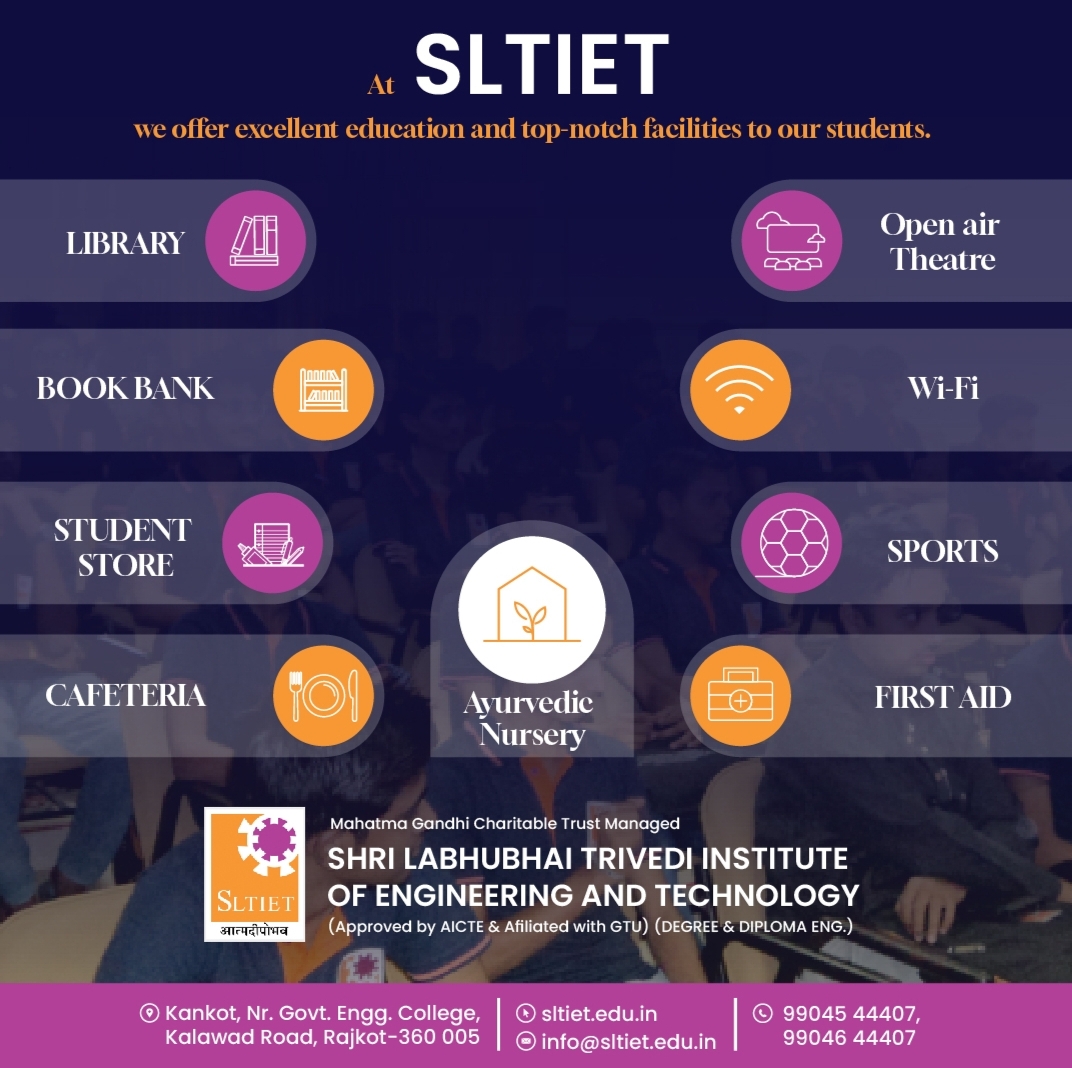 At SLTIET
we offer excellent education and top-notch facilities to our students.
LIBRARY
Open air
Theatre
BOOK BANK
Wi-Fi
STUDENT
STORE
SPORTS
CAFETERIA
Ayurvedic
Nursery
FIRST AID
SLTIET
आत्मदीपोभव
Mahatma Gandhi Charitable Trust Managed
SHRI LABHUBHAI TRIVEDI INSTITUTE
OF ENGINEERING AND TECHNOLOGY
(Approved by AICTE & Afiliated with GTU) (DEGREE & DIPLOMA ENG.)
Kankot, Nr. Govt. Engg. College,
Kalawad Road, Rajkot-360 005
sltiet.edu.in
info@sltiet.edu.in
99045 44407,
99046 44407